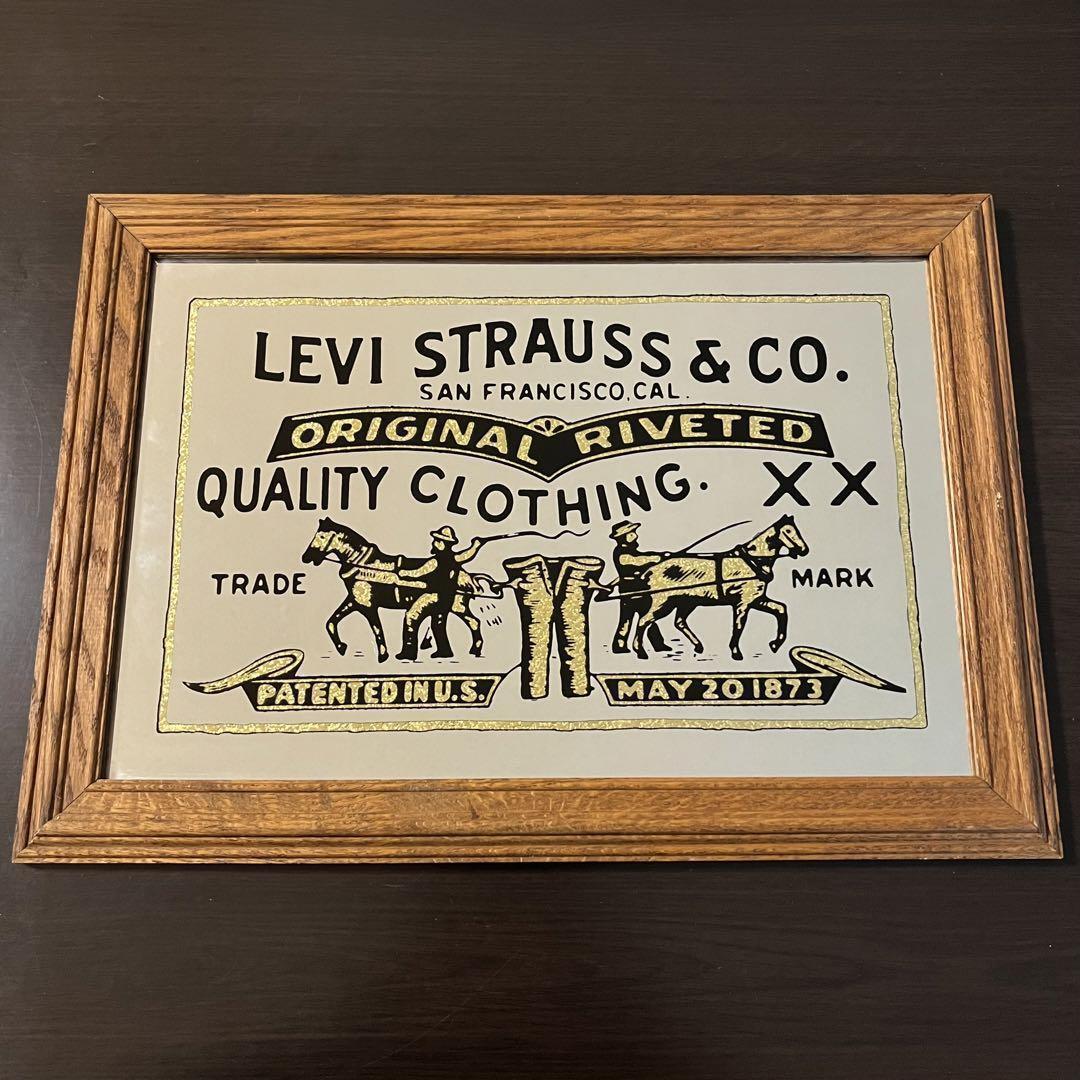 LEVI STRAUSS & CO.
SAN FRANCISCO, CAL.
ORIGINAL RIVETED
QUALITY CLOTHING. XX
TRADE MARK
PATENTED IN U.S. MAY 20 1873